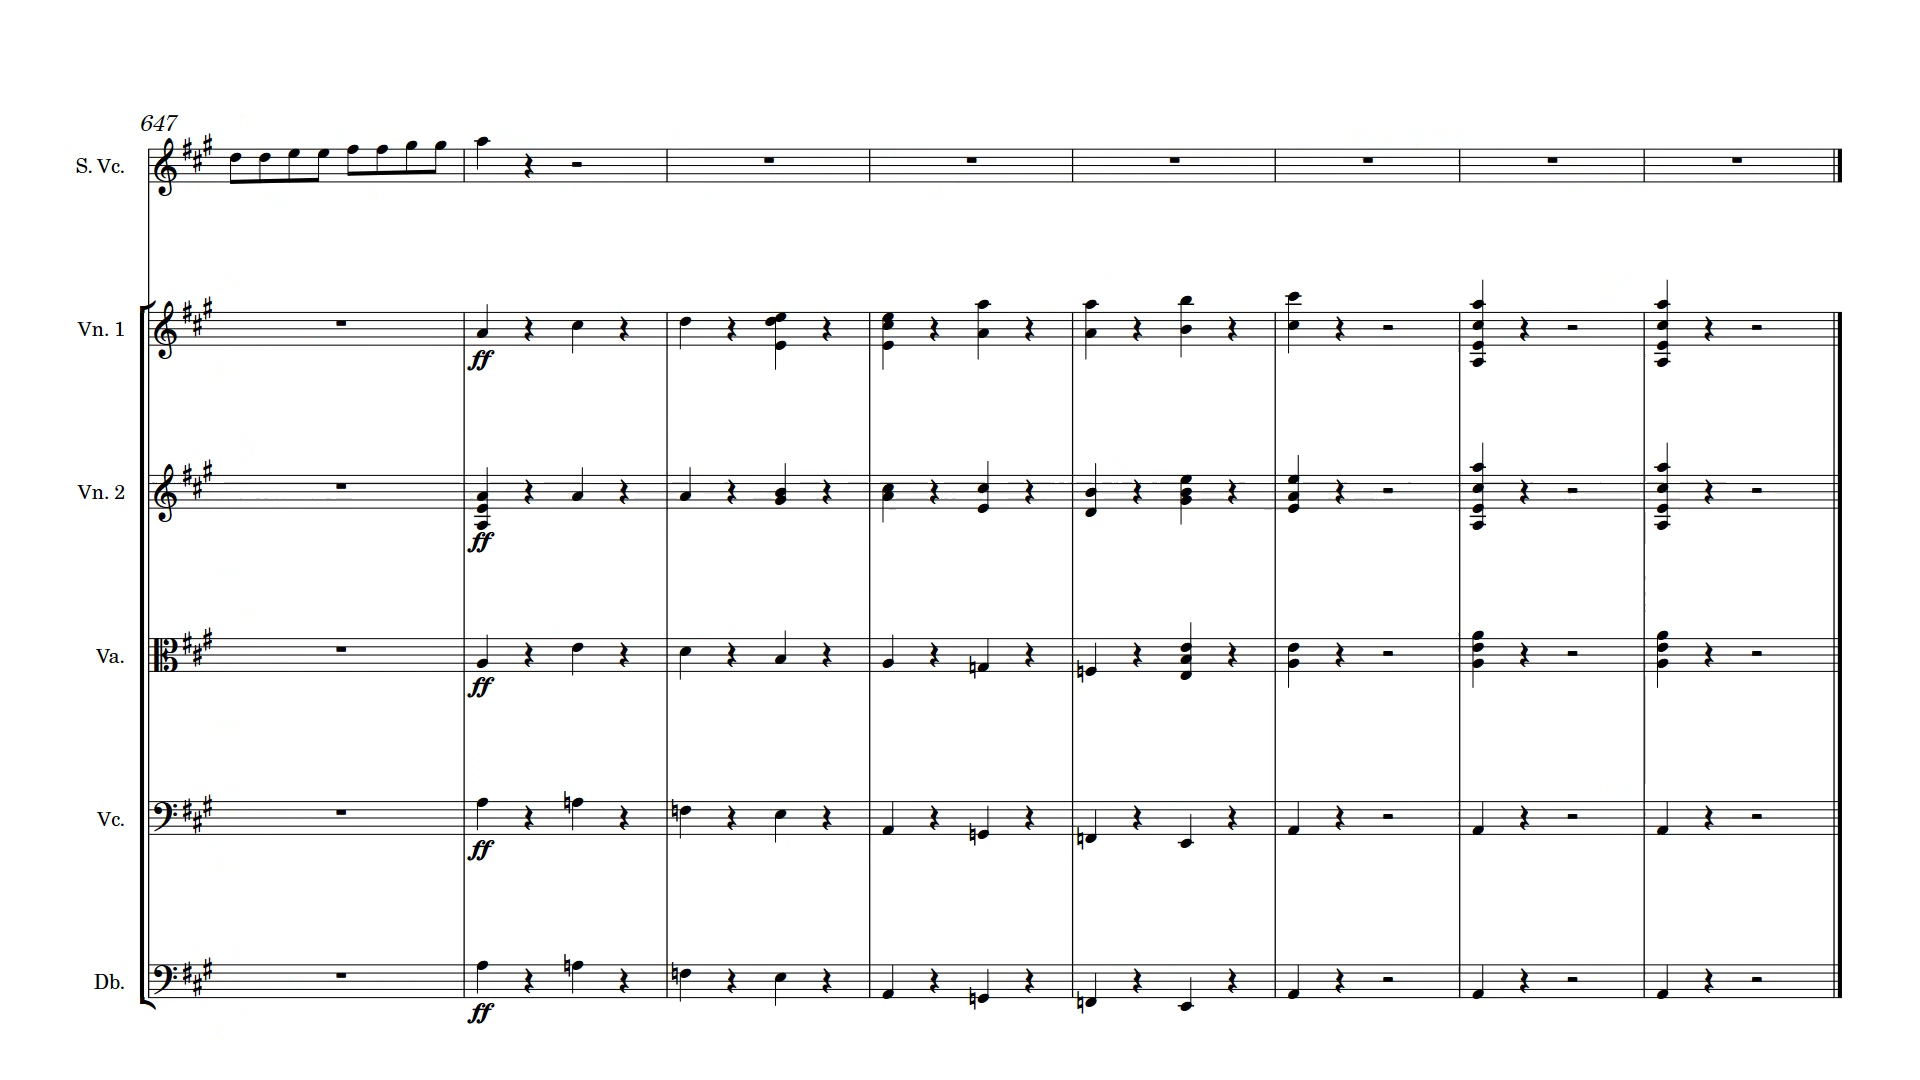 647
S. Vc.
Vn. 1
ff
Vn. 2
ff
Va.
ff
Vc.
ff
Db.
ff